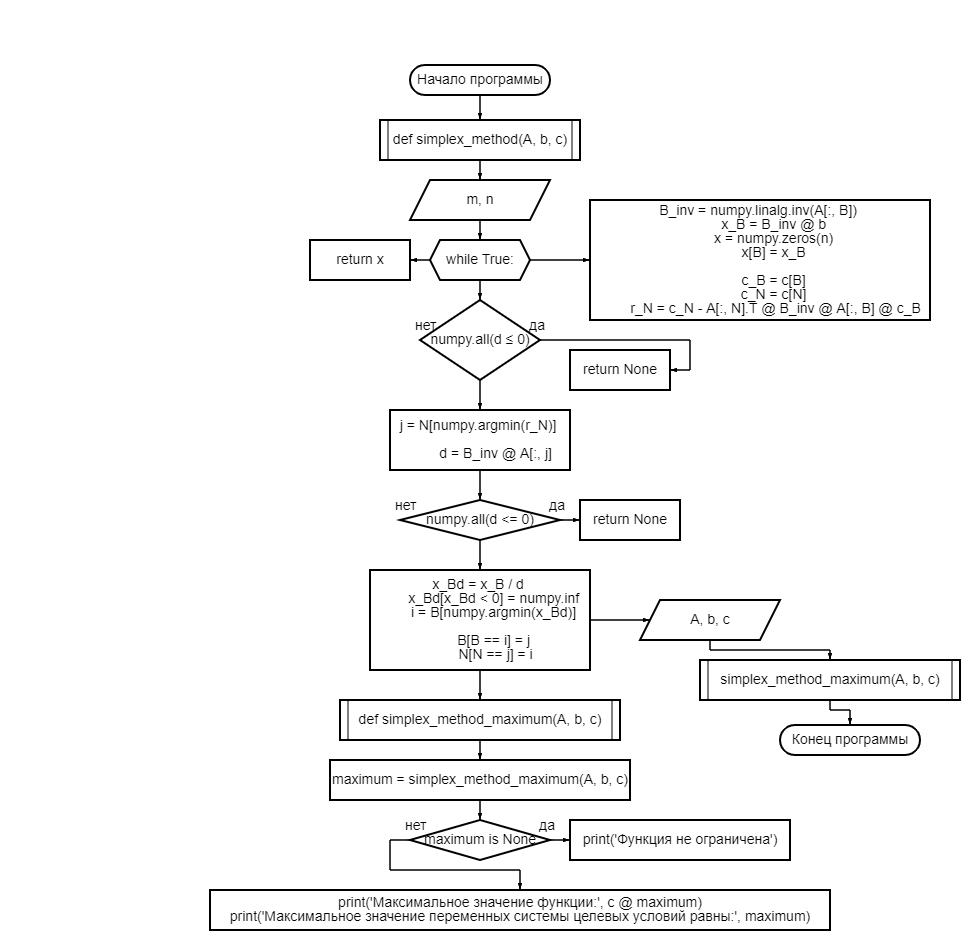 Начало программы
def simplex_method(A, b, c)
m, n
return x
while True:
B_inv = numpy.linalg.inv(A[:, B])
x_B = B_inv @ b
x = numpy.zeros(n)
x[B] = x_B
c_B = c[B]
c_N = c[N]
r_N = c_N - A[:, N].T @ B_inv @ A[:, B] @ c_B
нет
да
numpy.all(d ≤ 0)
return None
j = N[numpy.argmin(r_N)]
d = B_inv @ A[:, j]
нет
да
numpy.all(d <= 0)
return None
x_Bd = x_B / d
x_Bd[x_Bd < 0] = numpy.inf
i = B[numpy.argmin(x_Bd)]
B[B == i] = j
N[N == j] = i
A, b, c
simplex_method_maximum(A, b, c)
Конец программы
def simplex_method_maximum(A, b, c)
maximum = simplex_method_maximum(A, b, c)
нет
да
maximum is None
print('Функция не ограничена')
print('Максимальное значение функции:', c @ maximum)
print('Максимальное значение переменных системы целевых условий равны:', maximum)